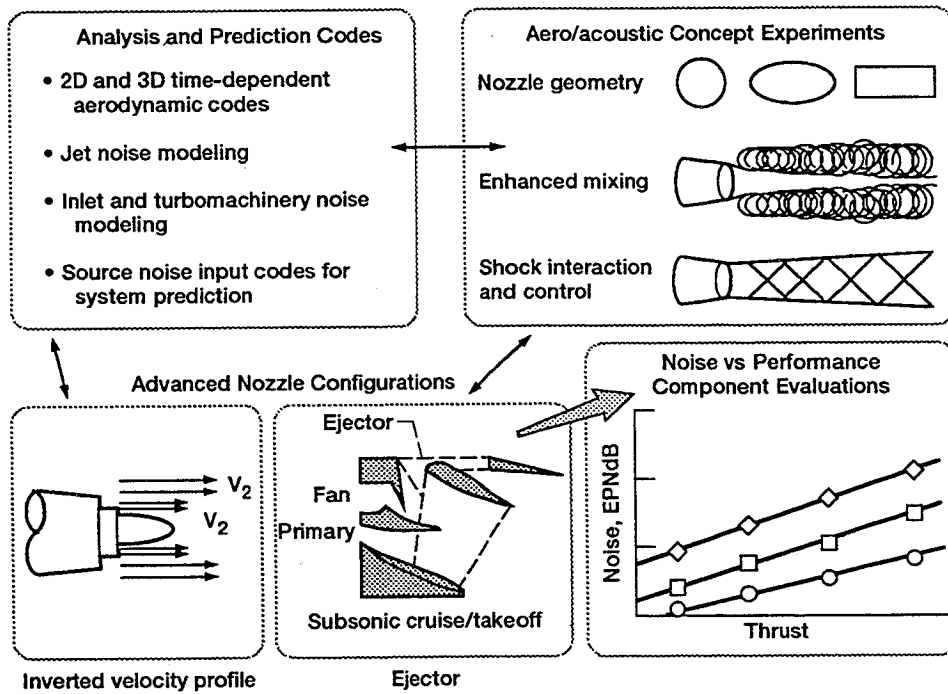 Analysis and Prediction Codes
• 2D and 3D time-dependent
aerodynamic codes
• Jet noise modeling
• Inlet and turbomachinery noise
modeling
• Source noise input codes for
system prediction
Aero/acoustic Concept Experiments
Nozzle geometry
Enhanced mixing
Shock interaction
and control
Advanced Nozzle Configurations
V2
V2
Inverted velocity profile
Ejector
Fan
Primary
Subsonic cruise/takeoff
Ejector
Noise vs Performance
Component Evaluations
Noise, EPNdB
Thrust